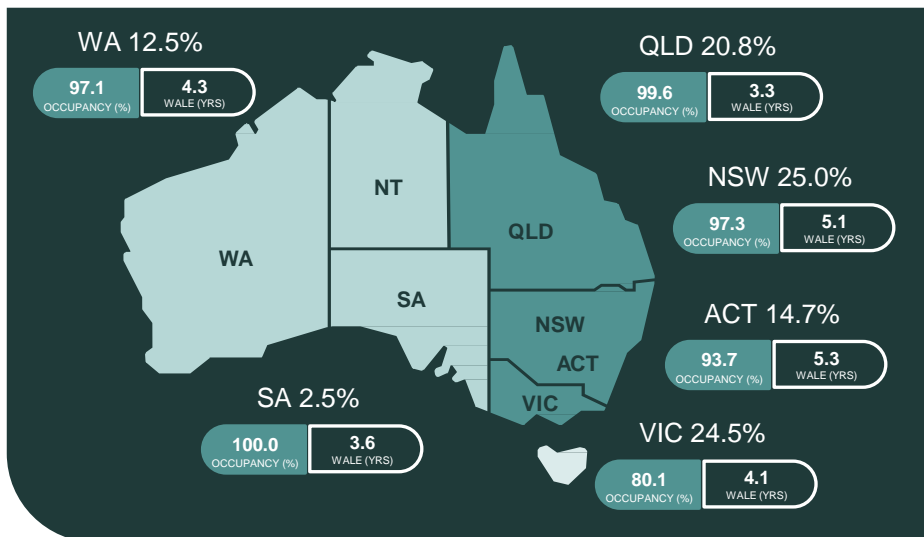 WA 12.5%
97.1
OCCUPANCY (%)
4.3
WALE (YRS)
QLD 20.8%
99.6
OCCUPANCY (%)
3.3
WALE (YRS)
NSW 25.0%
97.3
OCCUPANCY (%)
5.1
WALE (YRS)
ACT 14.7%
93.7
OCCUPANCY (%)
5.3
WALE (YRS)
VIC 24.5%
80.1
OCCUPANCY (%)
4.1
WALE (YRS)
SA 2.5%
100.0
OCCUPANCY (%)
3.6
WALE (YRS)
NT
QLD
WA
SA
NSW
ACT
VIC